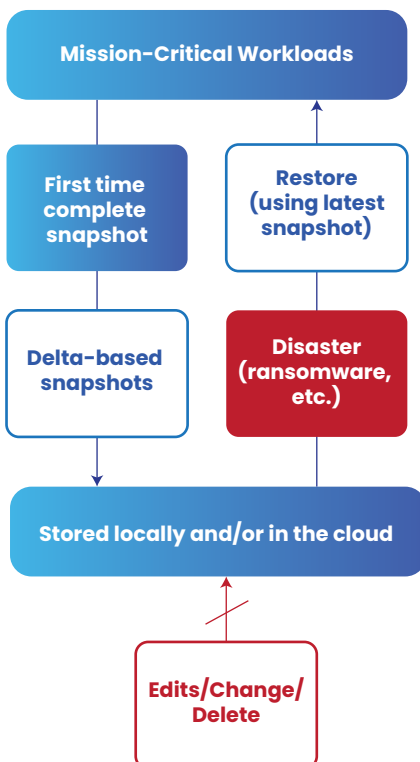 Mission-Critical Workloads
First time
complete
snapshot
Restore
(using latest
snapshot)
Delta-based
snapshots
Disaster
(ransomware,
etc.)
Stored locally and/or in the cloud
Edits/Change/
Delete